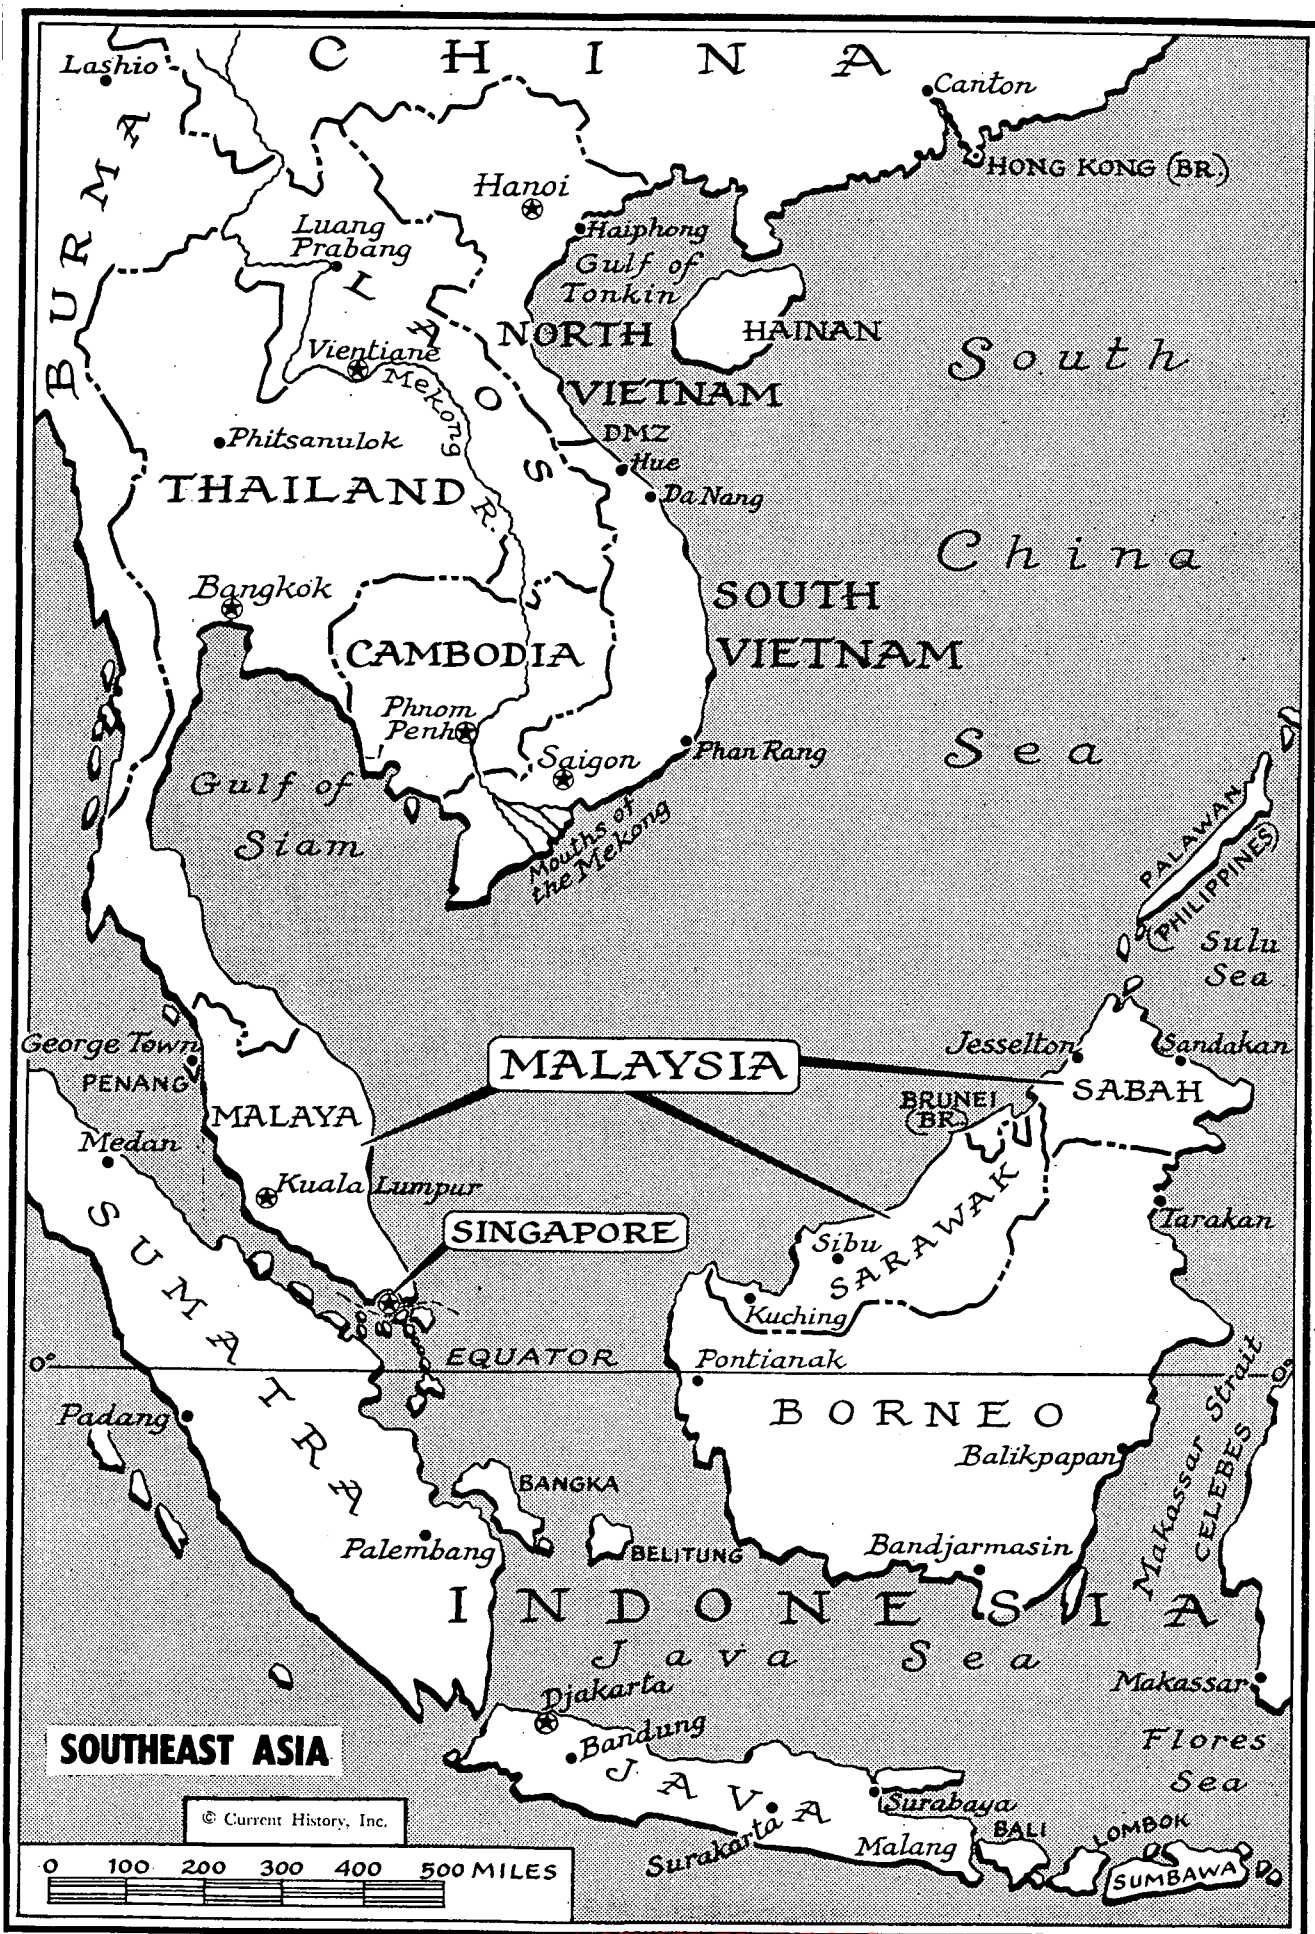 CHINA
Lashio
Canton
BURMA
HONG KONG (BR.)
Hanoi
Luang
Prabang
Haiphong
Gulf of
Tonkin
LAOS
NORTH
VIETNAM
HAINAN
South
China
Sea
Vientiane
Mekong R.
DMZ
Phitsanulok
Hue
THAILAND
Da Nang
Bangkok
SOUTH
VIETNAM
CAMBODIA
Phnom
Penh
Saigon
Phan Rang
Gulf of
Siam
Mouths of
the Mekong
PALAWAN
(PHILIPPINES)
Sulu
Sea
George Town
PENANG
MALAYSIA
Jesselton
Sandakan
SABAH
BRUNEI
(BR.)
MALAYA
Medan
Kuala Lumpur
SINGAPORE
SARAWAK
Sibu
Tarakan
Kuching
SUMATRA
0°
EQUATOR
0°
Pontianak
BORNEO
Padang
Balikpapan
Makassar Strait
CELEBES
BANGKA
Palembang
BELITUNG
Bandjarmasin
INDONESIA
Java Sea
Makassar
Djakarta
Bandung
Flores
Sea
SOUTHEAST ASIA
JAVA
Surabaya
© Current History, Inc.
Surakarta
Malang
BALI
LOMBOK
SUMBAWA
0 100 200 300 400 500 MILES